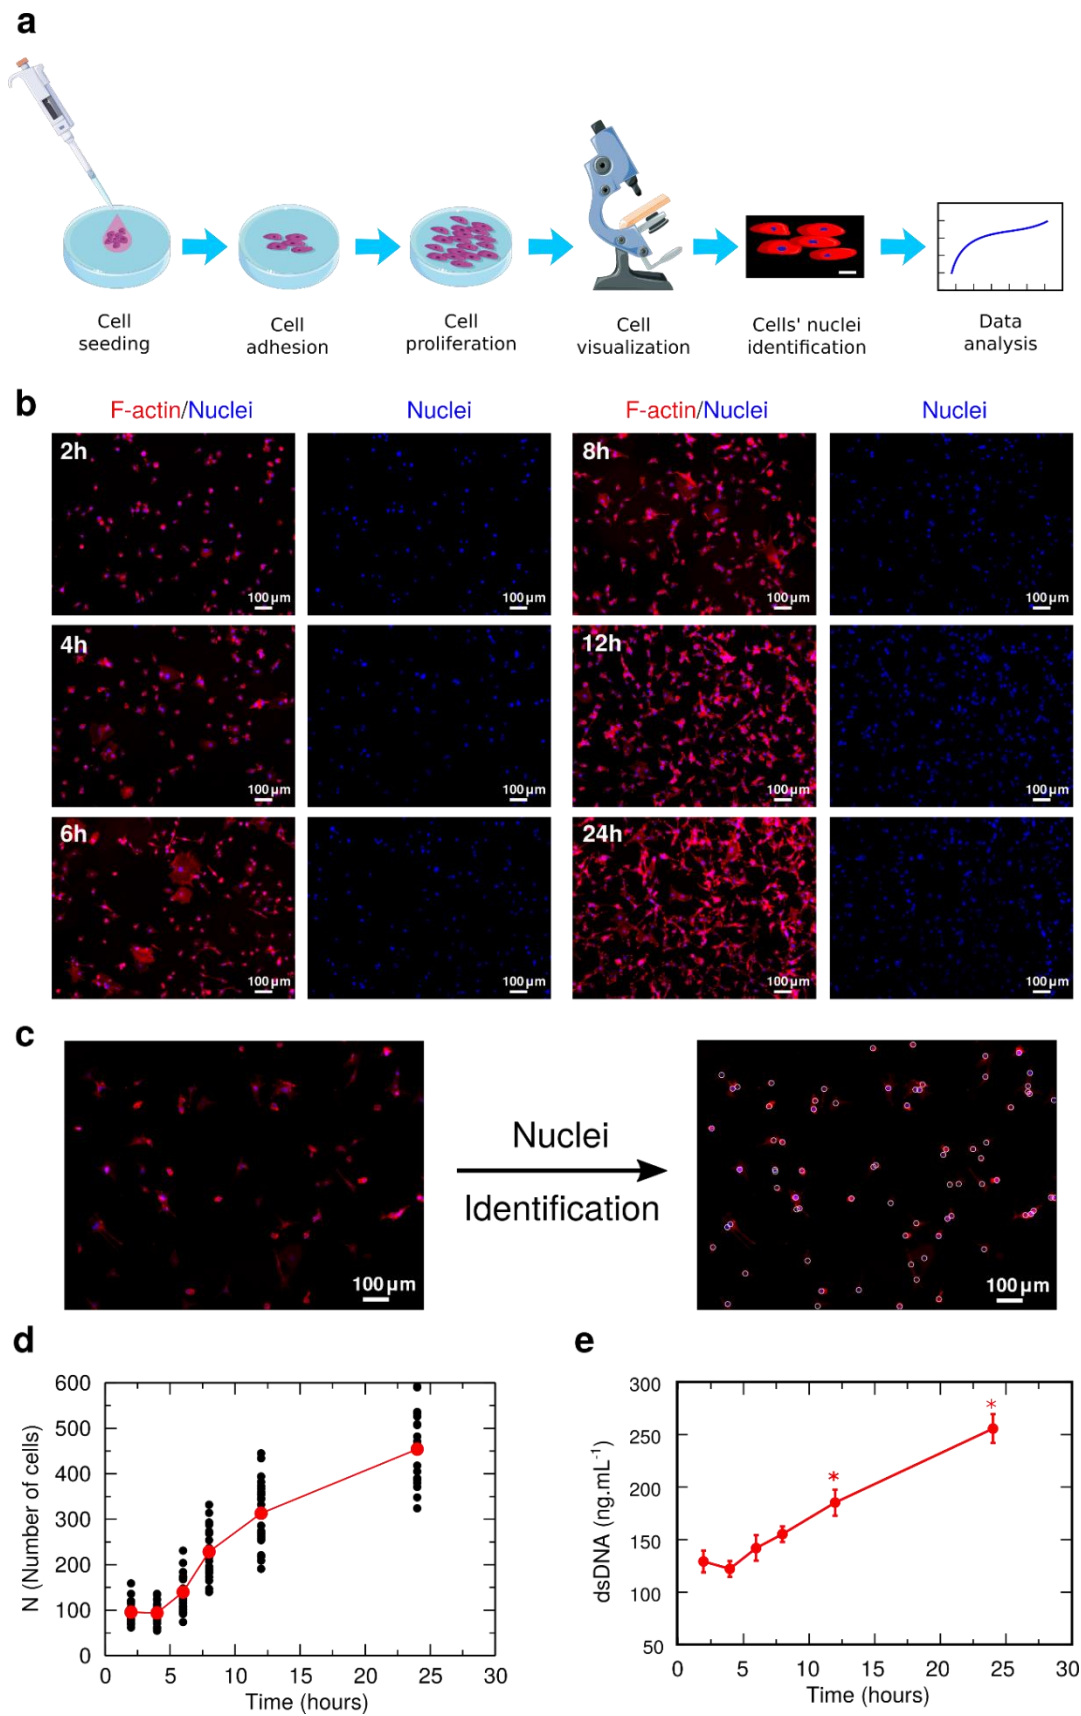 a
Cell
seeding
Cell
adhesion
Cell
proliferation
Cell
visualization
Cells' nuclei
identification
Data
analysis
b
F-actin/Nuclei
Nuclei
F-actin/Nuclei
Nuclei
2h
100 µm
100 µm
8h
100 µm
100 µm
4h
100 µm
100 µm
12h
100 µm
100 µm
6h
100 µm
100 µm
24h
100 µm
100 µm
c
100 µm
Nuclei
Identification
100 µm
d
N (Number of cells)
600
500
400
300
200
100
0
0 5 10 15 20 25 30
Time (hours)
e
dsDNA (ng.mL⁻¹)
300
250
200
150
100
50
*
*
0 5 10 15 20 25 30
Time (hours)